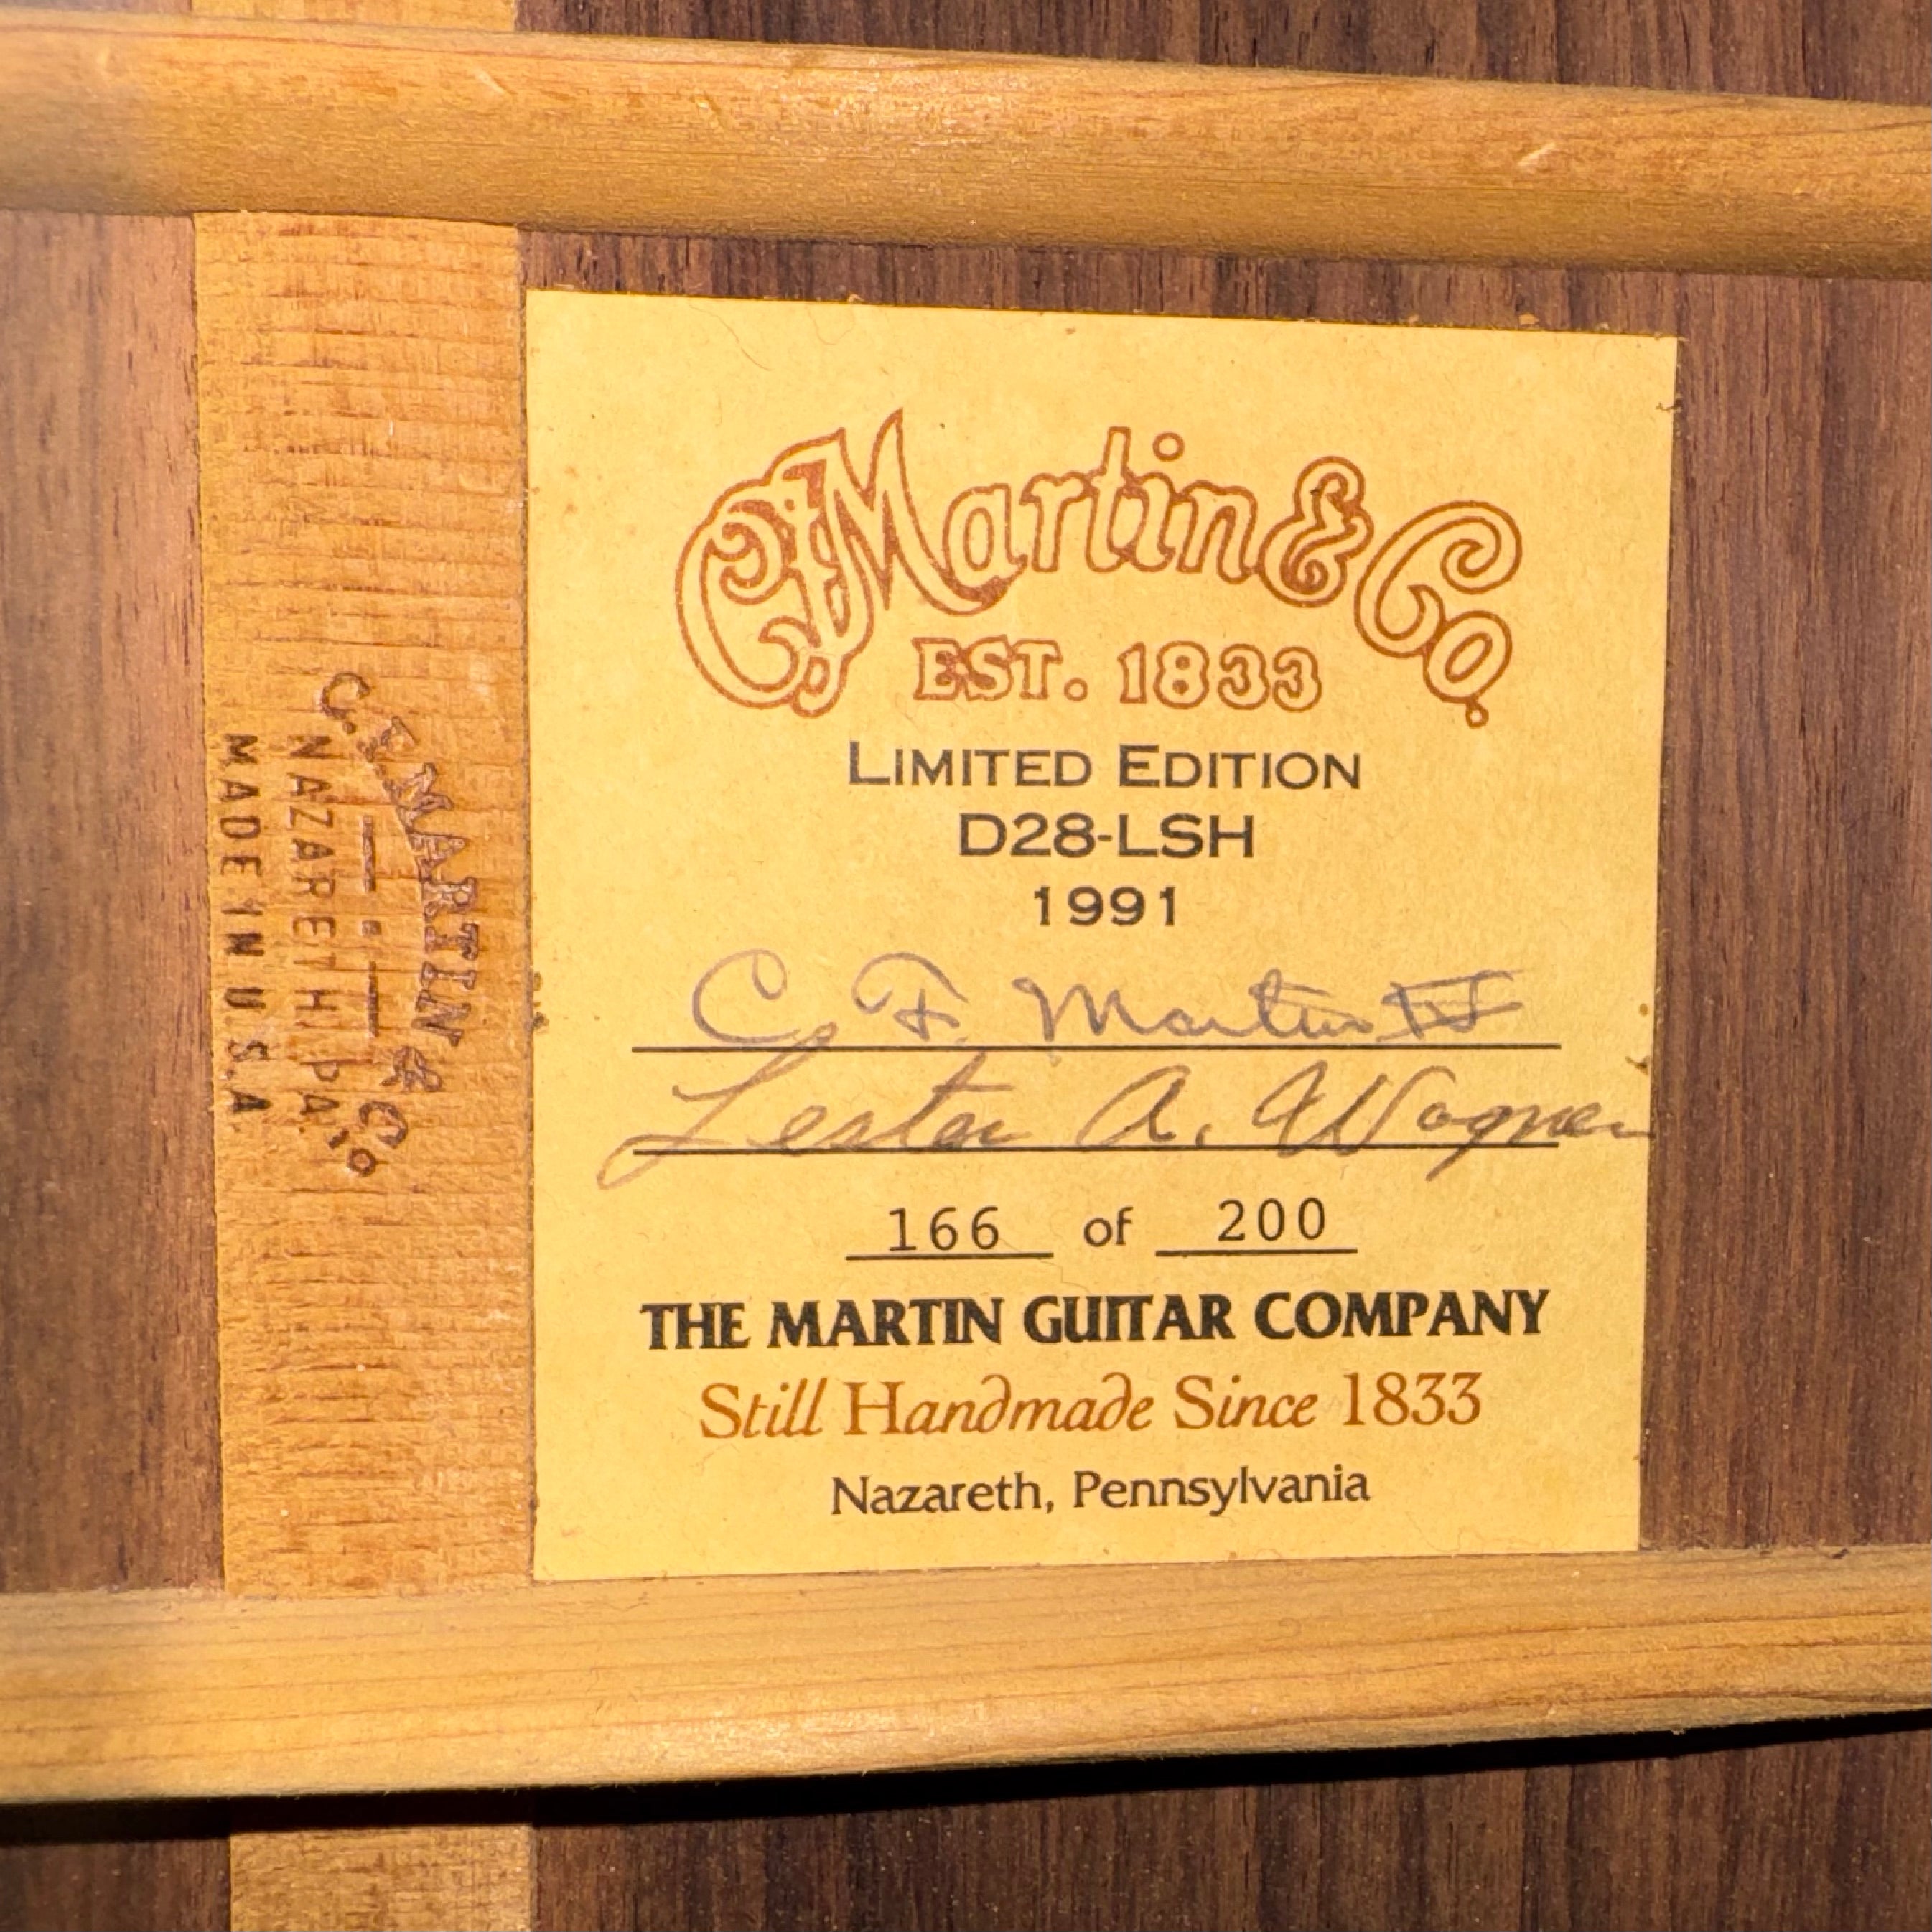 C. F. MARTIN & Co.
NAZARETH, PA.
MADE IN U.S.A.
C.F. Martin & Co.
EST. 1833
LIMITED EDITION
D28-LSH
1991
C. F. Martin IV
Lester A. Wagner
166 of 200
THE MARTIN GUITAR COMPANY
Still Handmade Since 1833
Nazareth, Pennsylvania